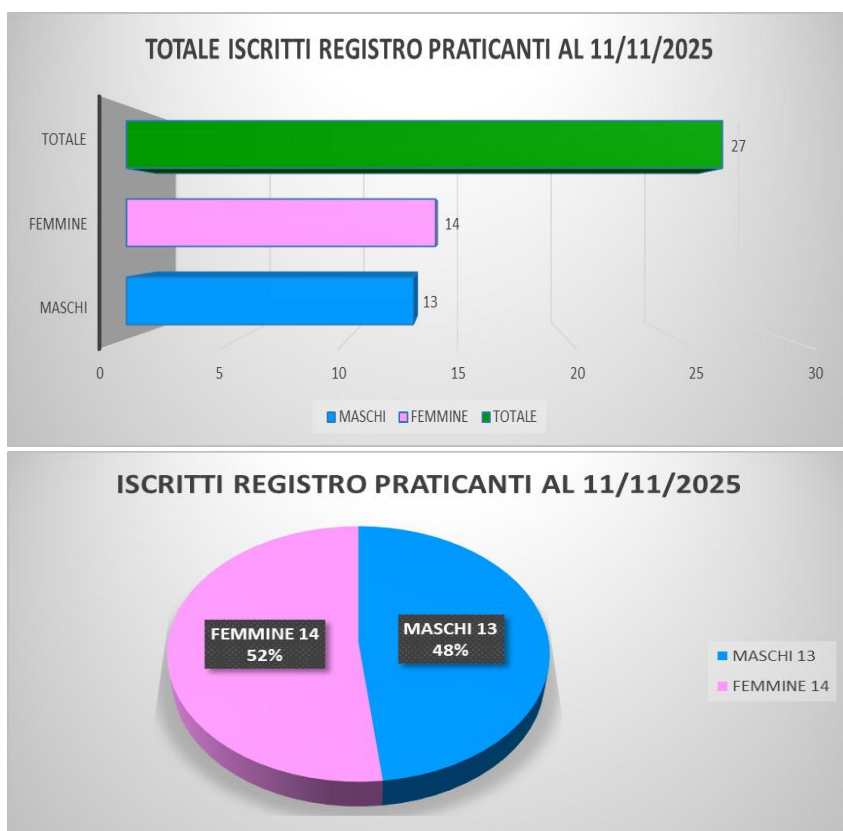 TOTALE ISCRITTI REGISTRO PRATICANTI AL 11/11/2025
TOTALE
27
FEMMINE
14
MASCHI
13
0 5 10 15 20 25 30
MASCHI FEMMINE TOTALE
ISCRITTI REGISTRO PRATICANTI AL 11/11/2025
FEMMINE 14
52%
MASCHI 13
48%
MASCHI 13
FEMMINE 14